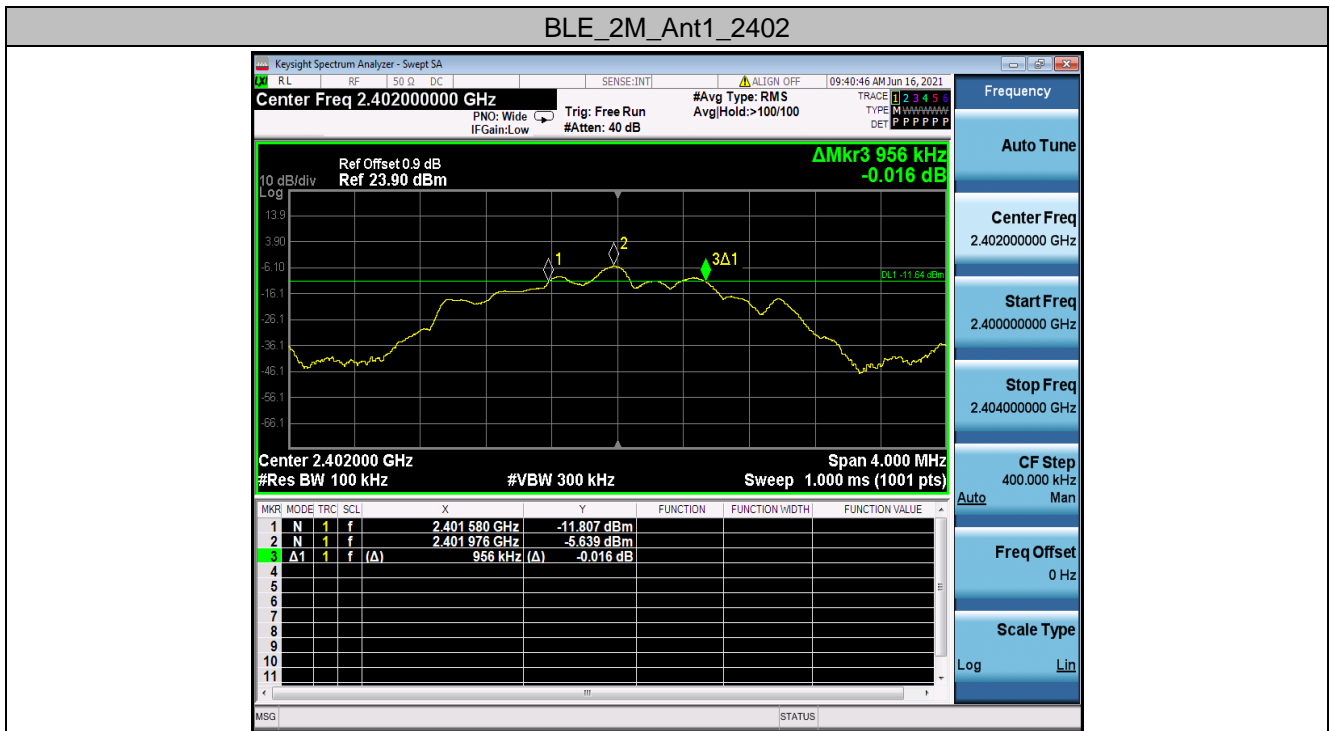 BLE_2M_Ant1_2402
Keysight Spectrum Analyzer - Swept SA
LXI RL RF 50 Ω DC SENSE:INT ALIGN OFF 09:40:46 AM Jun 16, 2021
Center Freq 2.402000000 GHz
PNO: Wide
IFGain:Low
Trig: Free Run
#Atten: 40 dB
#Avg Type: RMS
Avg|Hold:>100/100
TRACE 1 2 3 4 5 6
TYPE M WWWWW
DET P P P P P P
ΔMkr3 956 kHz
-0.016 dB
Ref Offset 0.9 dB
10 dB/div Ref 23.90 dBm
Log
13.9
3.90
-6.10
-16.1
-26.1
-36.1
-46.1
-56.1
-66.1
1
2
3Δ1
DL1 -11.64 dBm
Center 2.402000 GHz Span 4.000 MHz
#Res BW 100 kHz #VBW 300 kHz Sweep 1.000 ms (1001 pts)
MKR MODE TRC SCL X Y FUNCTION FUNCTION WIDTH FUNCTION VALUE
1 N 1 f 2.401 580 GHz -11.807 dBm
2 N 1 f 2.401 976 GHz -5.639 dBm
3 Δ1 1 f (Δ) 956 kHz (Δ) -0.016 dB
4
5
6
7
8
9
10
11
MSG STATUS
Frequency
Auto Tune
Center Freq
2.402000000 GHz
Start Freq
2.400000000 GHz
Stop Freq
2.404000000 GHz
CF Step
400.000 kHz
Auto Man
Freq Offset
0 Hz
Scale Type
Log Lin